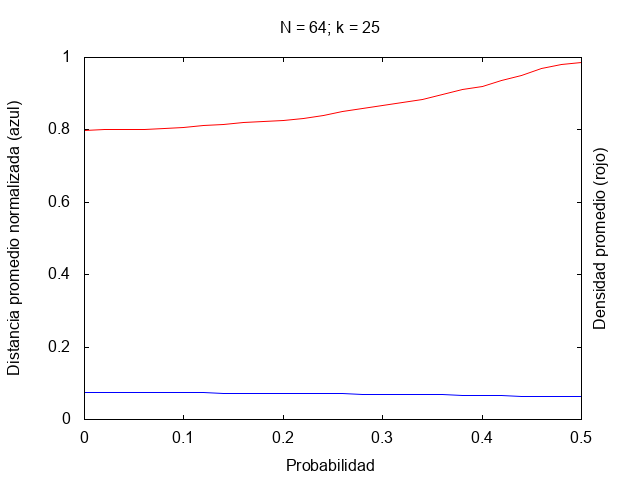 N = 64; k = 25
Distancia promedio normalizada (azul)
1
0.8
0.6
0.4
0.2
0
0 0.1 0.2 0.3 0.4 0.5
Probabilidad
Densidad promedio (rojo)